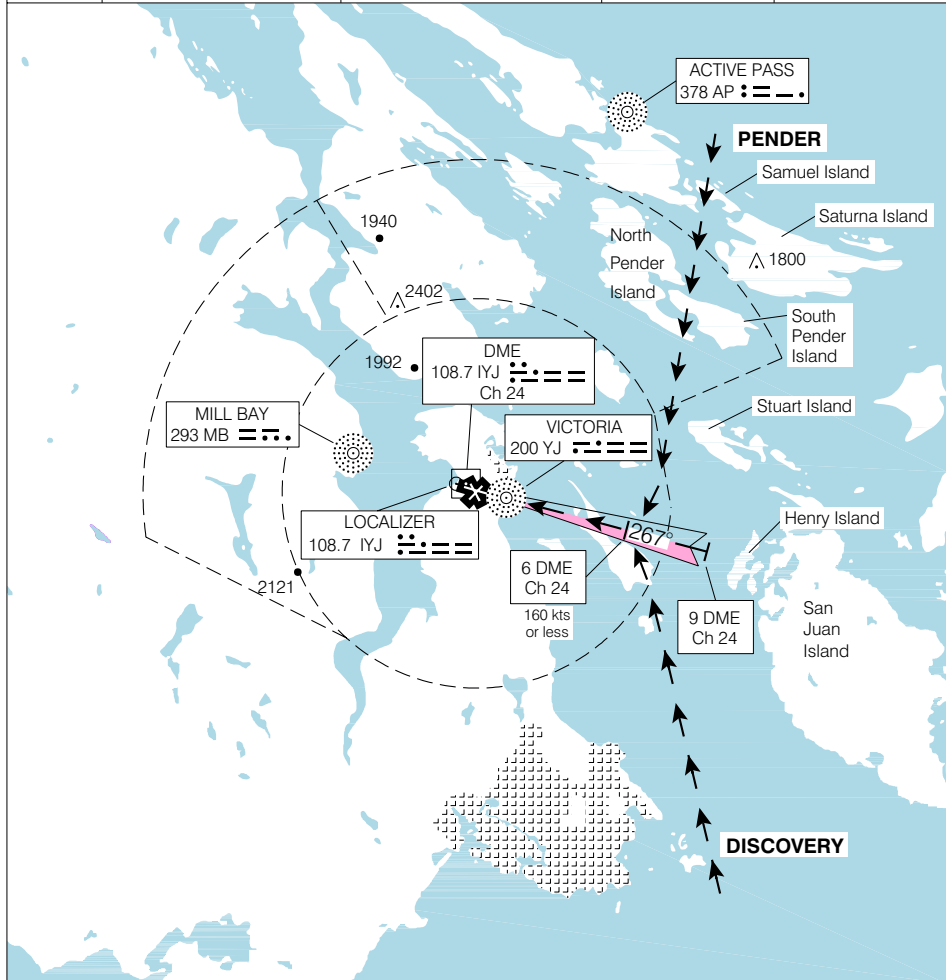 ACTIVE PASS
378 AP
PENDER
Samuel Island
Saturna Island
1940
North
Pender
Island
1800
2402
South
Pender
Island
DME
108.7 IYJ
Ch 24
1992
MILL BAY
293 MB
VICTORIA
200 YJ
Stuart Island
LOCALIZER
108.7 IYJ
267°
Henry Island
6 DME
Ch 24
160 kts
or less
9 DME
Ch 24
San
Juan
Island
2121
DISCOVERY